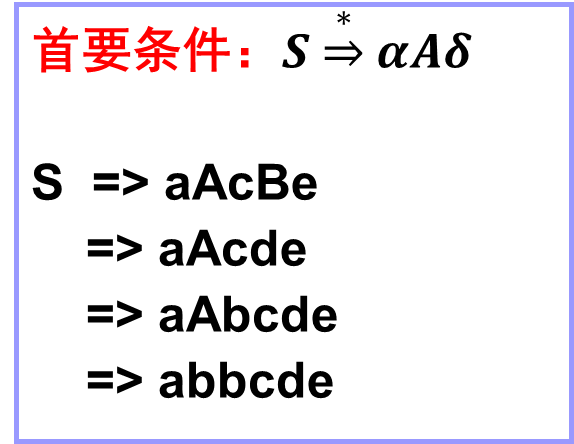 首要条件：S ⇒* αAδ
S => aAcBe
=> aAcde
=> aAbcde
=> abbcde